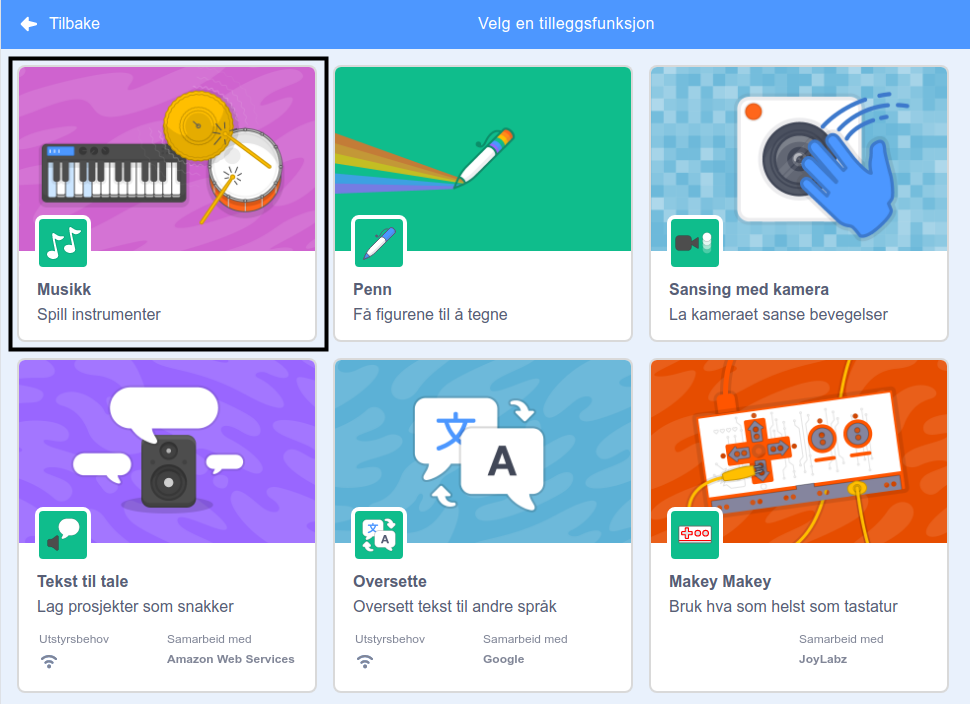 Tilbake
Velg en tilleggsfunksjon
Musikk
Spill instrumenter
Penn
Få figurene til å tegne
Sansing med kamera
La kameraet sanse bevegelser
文
A
Tekst til tale
Lag prosjekter som snakker
Utstyrsbehov
Samarbeid med
Amazon Web Services
文
A
Oversette
Oversett tekst til andre språk
Utstyrsbehov
Samarbeid med
Google
Makey Makey
Bruk hva som helst som tastatur
Samarbeid med
JoyLabz